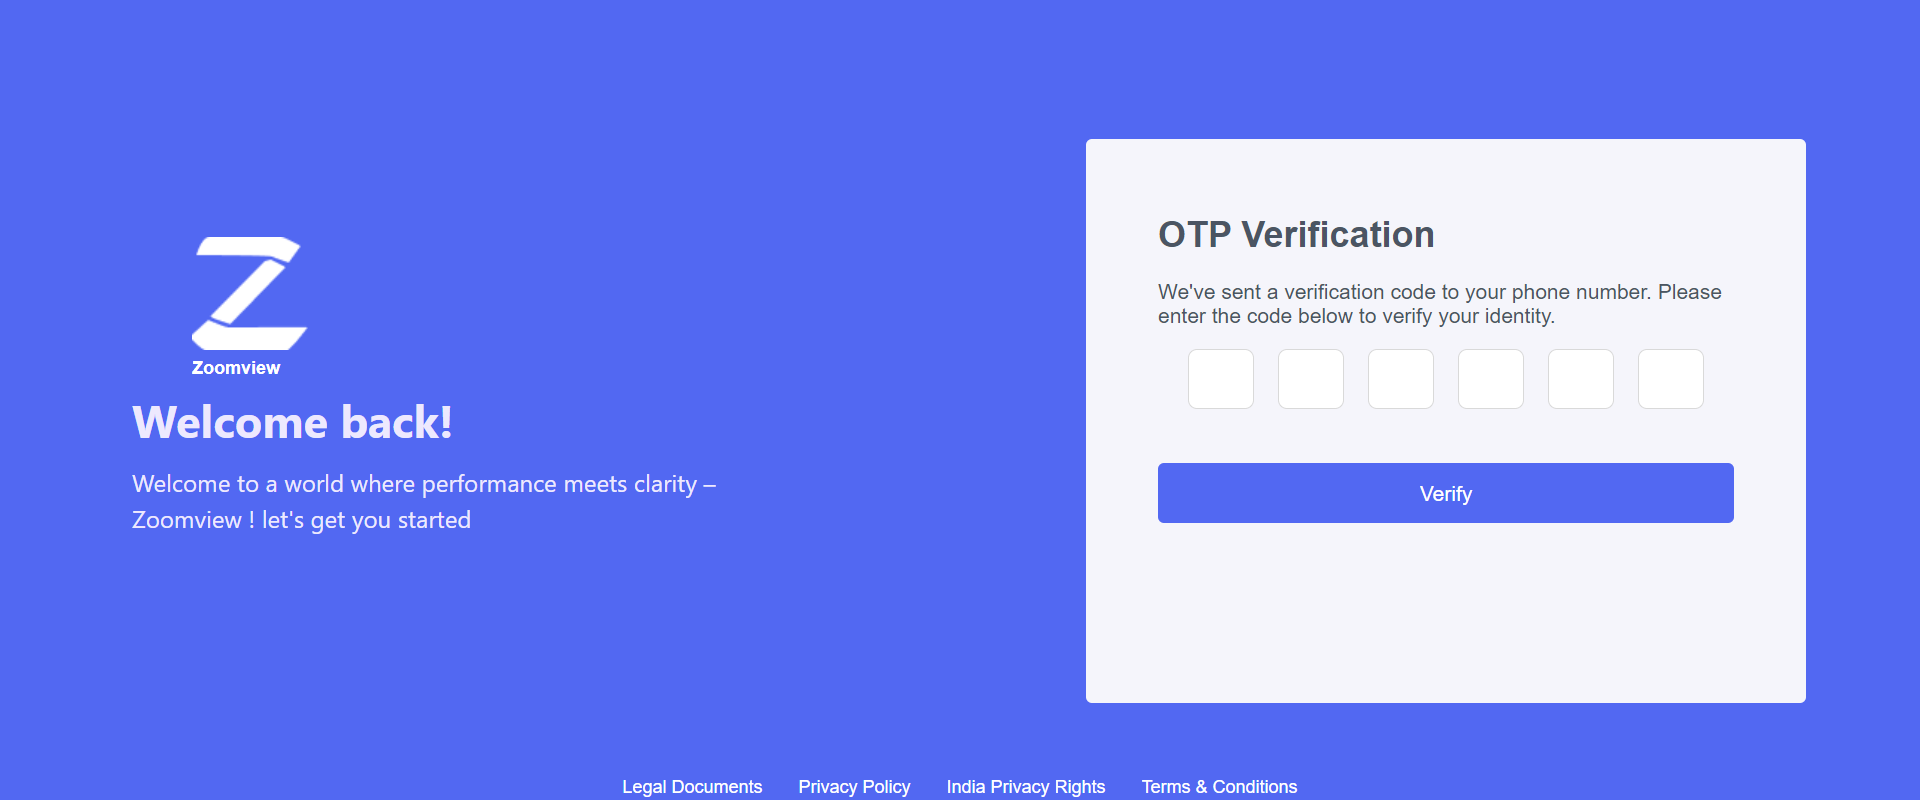 Zoomview
Welcome back!
Welcome to a world where performance meets clarity –
Zoomview ! let's get you started
OTP Verification
We've sent a verification code to your phone number. Please
enter the code below to verify your identity.
Verify
Legal Documents Privacy Policy India Privacy Rights Terms & Conditions